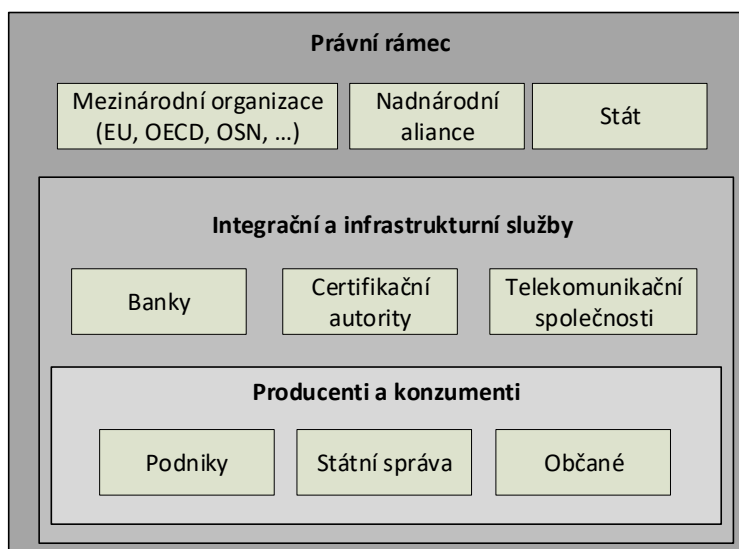 Právní rámec
Mezinárodní organizace
(EU, OECD, OSN, ...)
Nadnárodní
aliance
Stát
Integrační a infrastrukturní služby
Banky
Certifikační
autority
Telekomunikační
společnosti
Producenti a konzumenti
Podniky
Státní správa
Občané